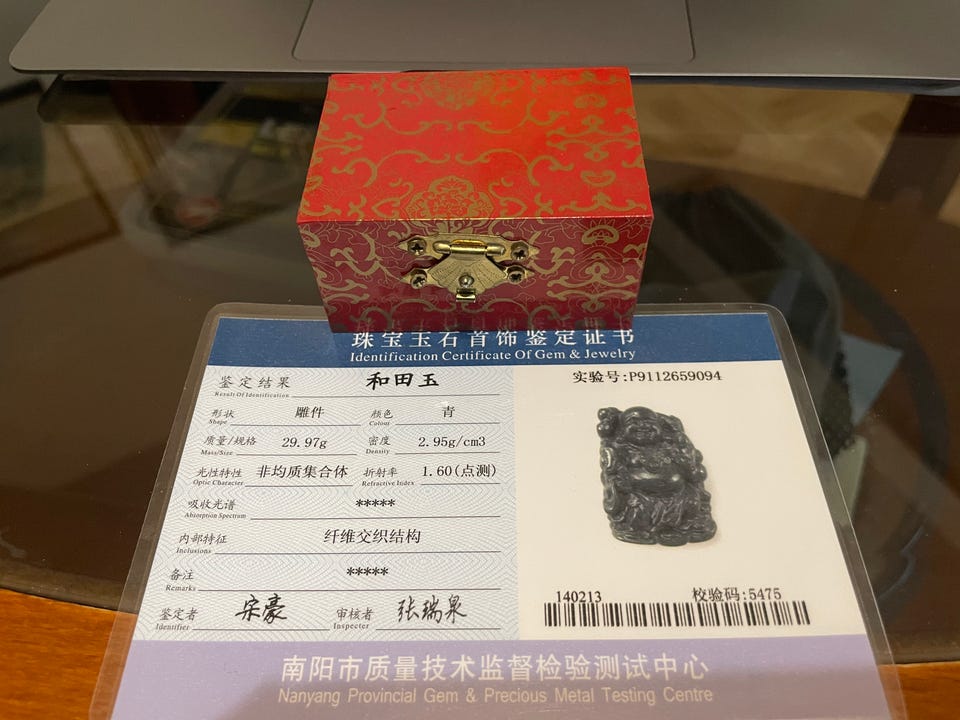 珠宝玉石首饰鉴定证书
Identification Certificate Of Gem & Jewelry
鉴定结果 和田玉
Result Of Identification
形状 雕件 颜色 青
Shape Colour
质量/规格 29.97g 密度 2.95g/cm3
Mass/Size Density
光性特性 非均质集合体 折射率 1.60(点测)
Optic Character Refractive Index
吸收光谱 *****
Absorption Spectrum
内部特征 纤维交织结构
Inclusions
备注 *****
Remarks
鉴定者 宋豪 审核者 张瑞泉
Identifier Inspecter
实验号:P9112659094
140213 校验码:5475
南阳市质量技术监督检验测试中心
Nanyang Provincial Gem & Precious Metal Testing Centre